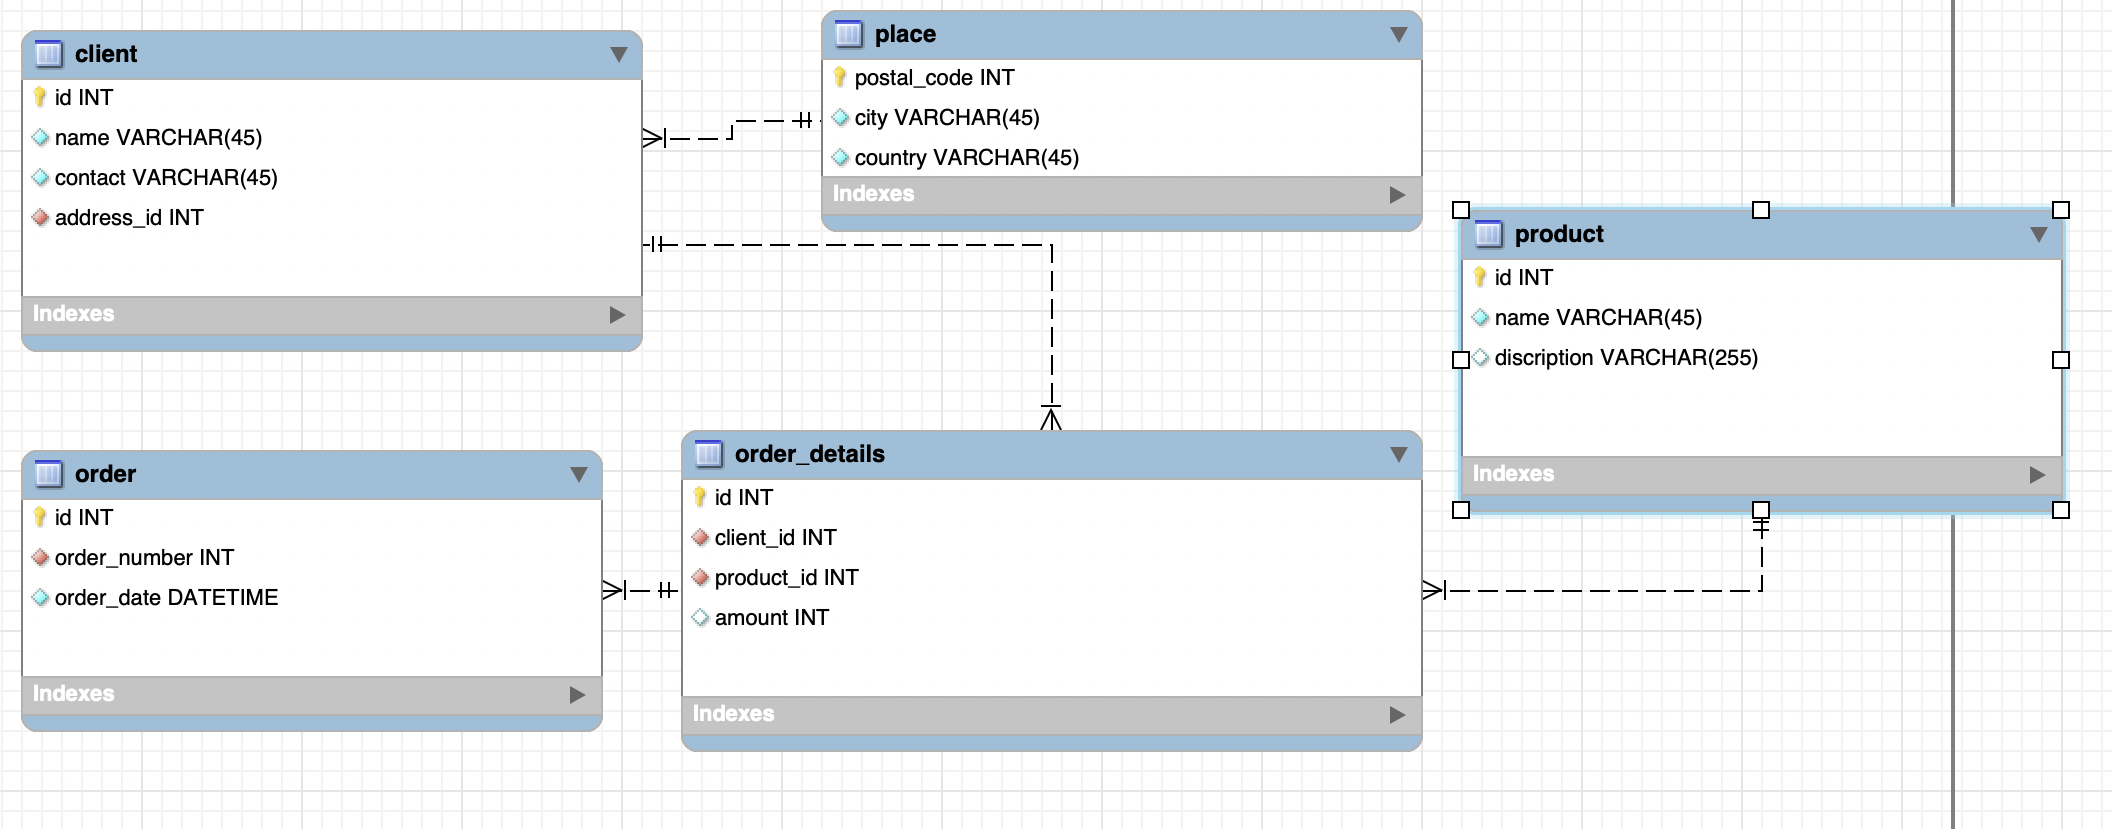 client
id INT
name VARCHAR(45)
contact VARCHAR(45)
address_id INT
Indexes
place
postal_code INT
city VARCHAR(45)
country VARCHAR(45)
Indexes
product
id INT
name VARCHAR(45)
discription VARCHAR(255)
Indexes
order
id INT
order_number INT
order_date DATETIME
Indexes
order_details
id INT
client_id INT
product_id INT
amount INT
Indexes